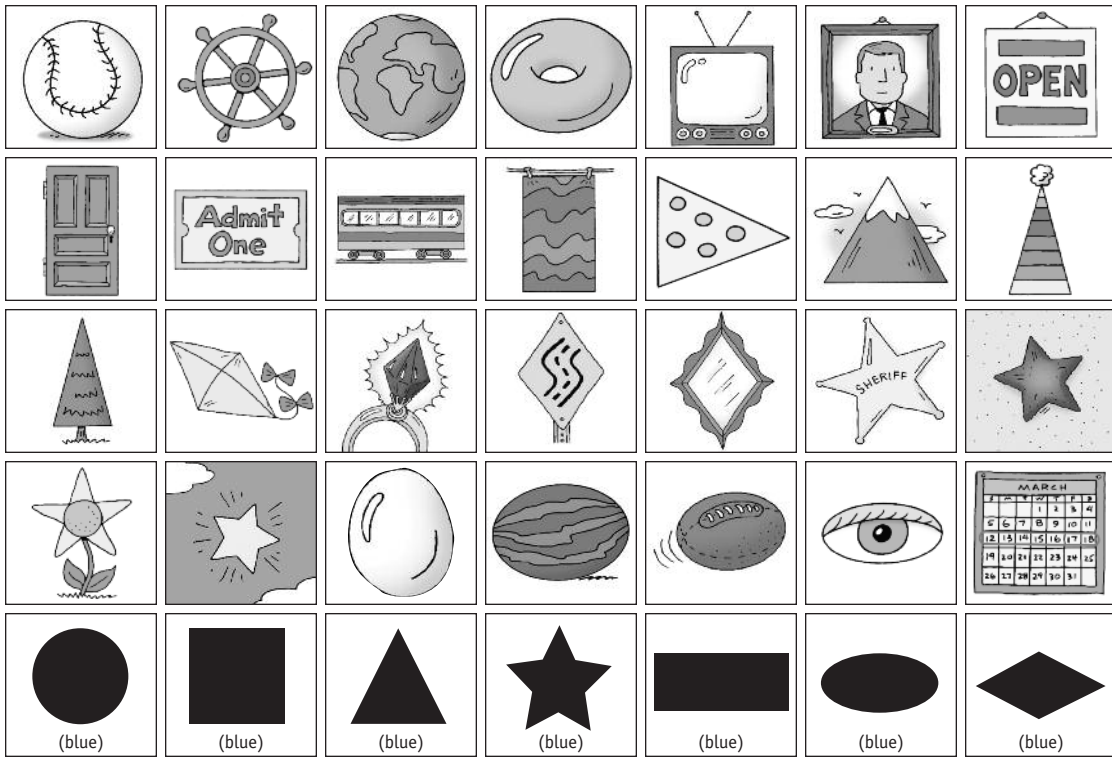 OPEN
Admit
One
SHERIFF
MARCH
S M T W T F S
1 2 3 4
5 6 7 8 9 10 11
12 13 14 15 16 17 18
19 20 21 22 23 24 25
26 27 28 29 30 31
(blue) (blue) (blue) (blue) (blue) (blue) (blue)